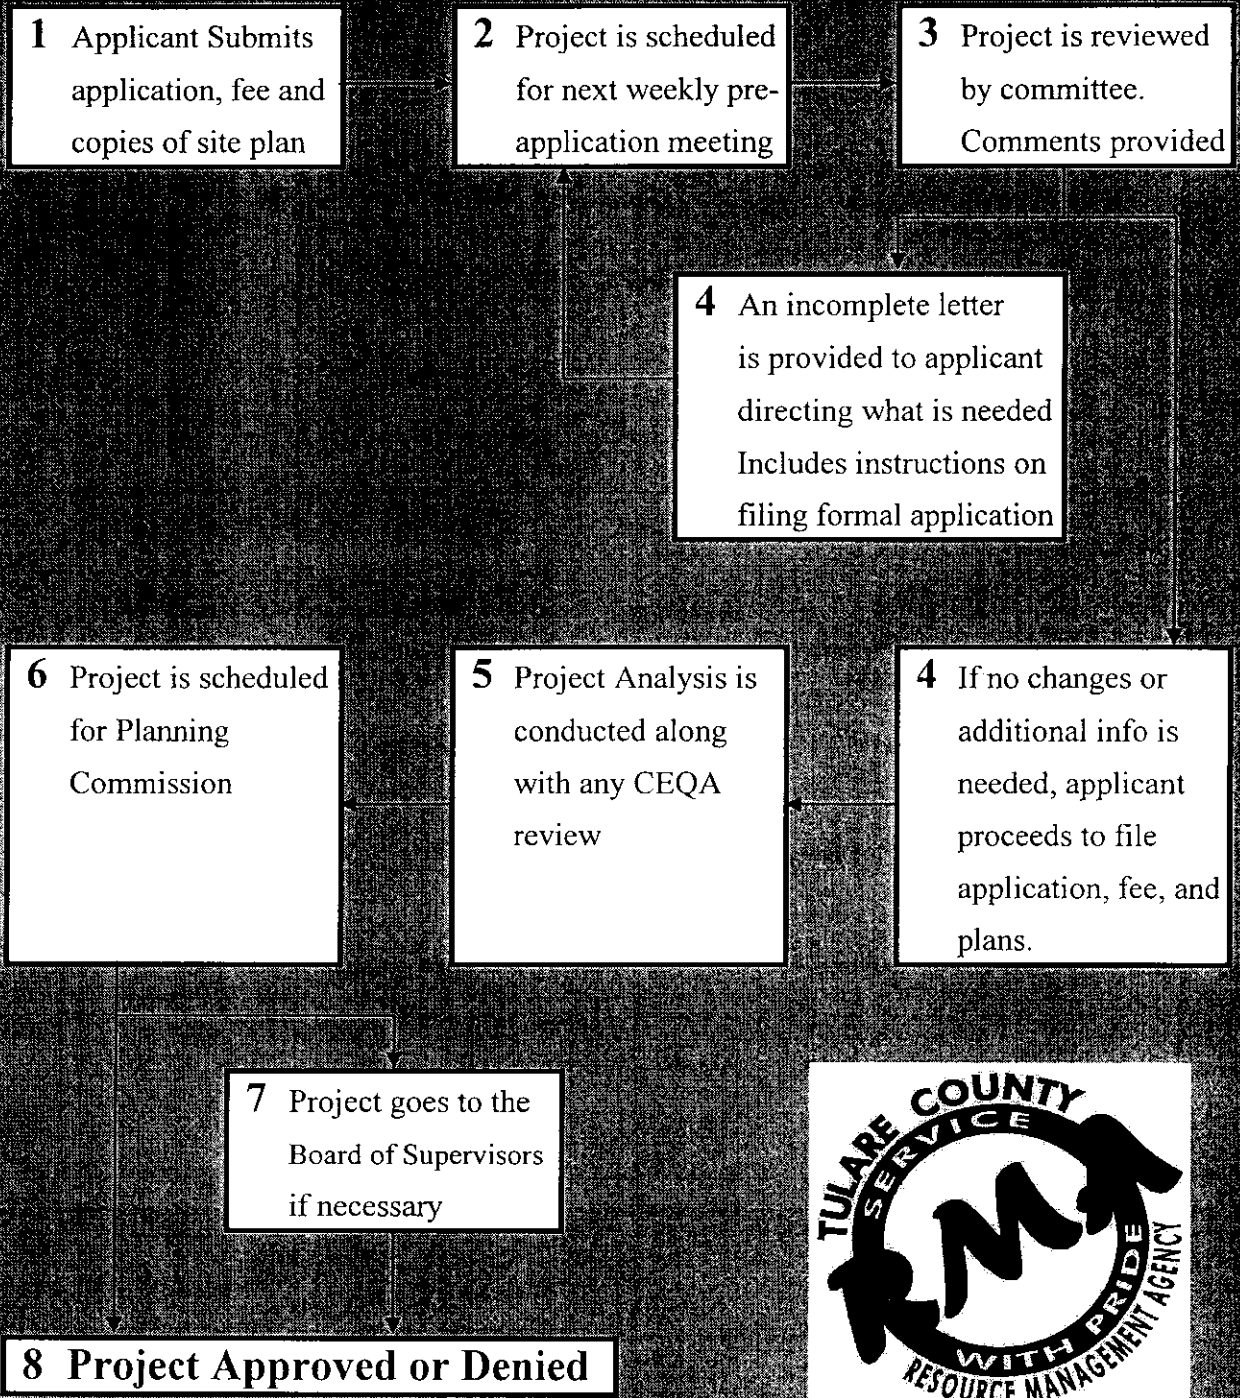 1 Applicant Submits
application, fee and
copies of site plan
2 Project is scheduled
for next weekly pre-
application meeting
3 Project is reviewed
by committee.
Comments provided
4 An incomplete letter
is provided to applicant
directing what is needed
Includes instructions on
filing formal application
4 If no changes or
additional info is
needed, applicant
proceeds to file
application, fee, and
plans.
5 Project Analysis is
conducted along
with any CEQA
review
6 Project is scheduled
for Planning
Commission
7 Project goes to the
Board of Supervisors
if necessary
8 Project Approved or Denied
TULARE COUNTY
SERVICE
RMA
WITH PRIDE
RESOURCE MANAGEMENT AGENCY